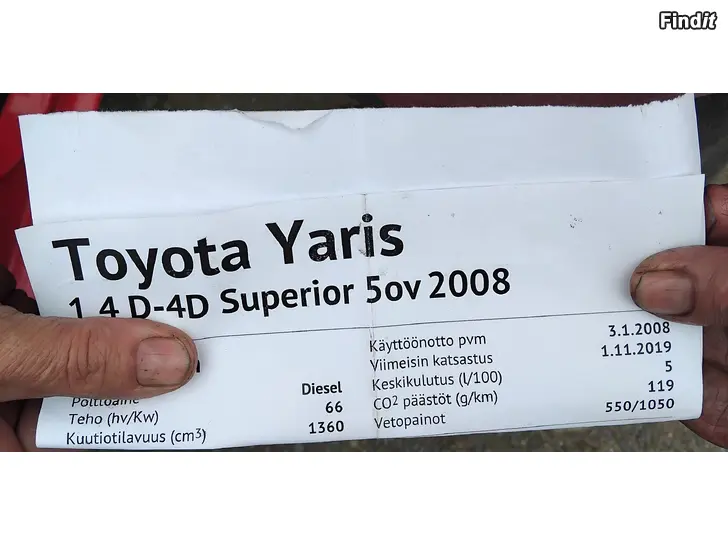 Findit
Toyota Yaris
1.4 D-4D Superior 5ov 2008
Käyttöönotto pvm 3.1.2008
Viimeisin katsastus 1.11.2019
Polttoaine Diesel Keskikulutus (l/100) 5
Teho (hv/Kw) 66 CO2 päästöt (g/km) 119
Kuutiotilavuus (cm3) 1360 Vetopainot 550/1050